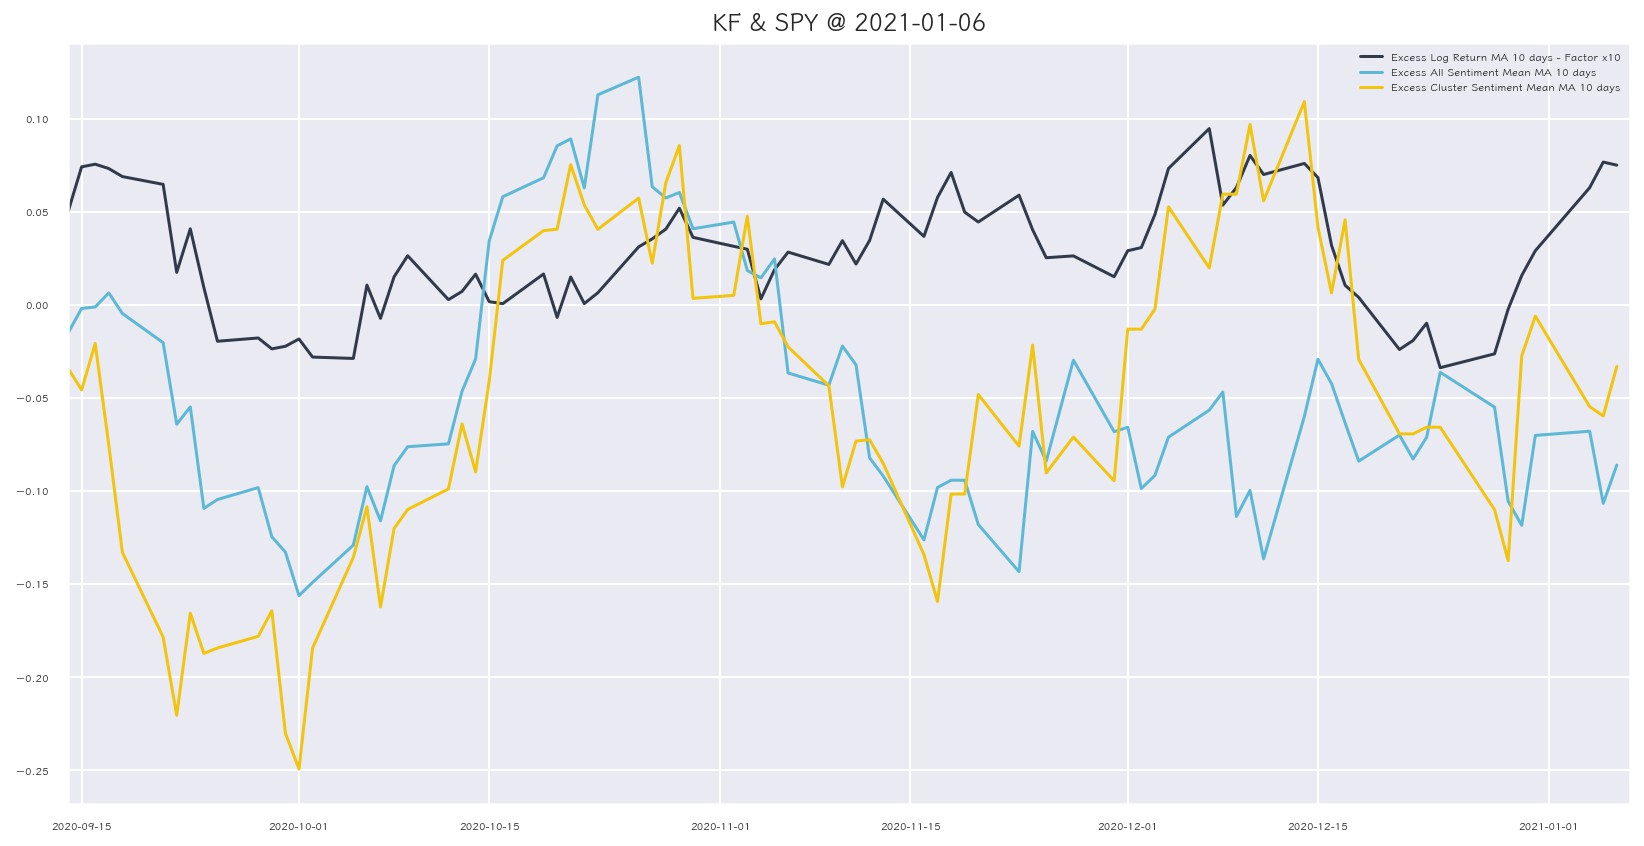 KF & SPY @ 2021-01-06
Excess Log Return MA 10 days - Factor x10
Excess All Sentiment Mean MA 10 days
Excess Cluster Sentiment Mean MA 10 days
0.10
0.05
0.00
−0.05
−0.10
−0.15
−0.20
−0.25
2020-09-15 2020-10-01 2020-10-15 2020-11-01 2020-11-15 2020-12-01 2020-12-15 2021-01-01